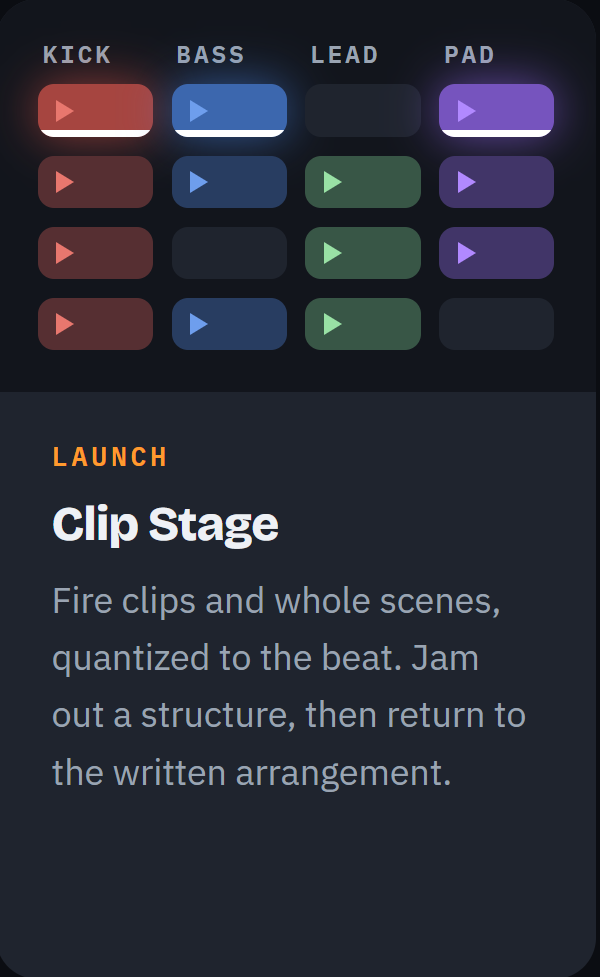 KICK BASS LEAD PAD
LAUNCH
Clip Stage
Fire clips and whole scenes,
quantized to the beat. Jam
out a structure, then return to
the written arrangement.